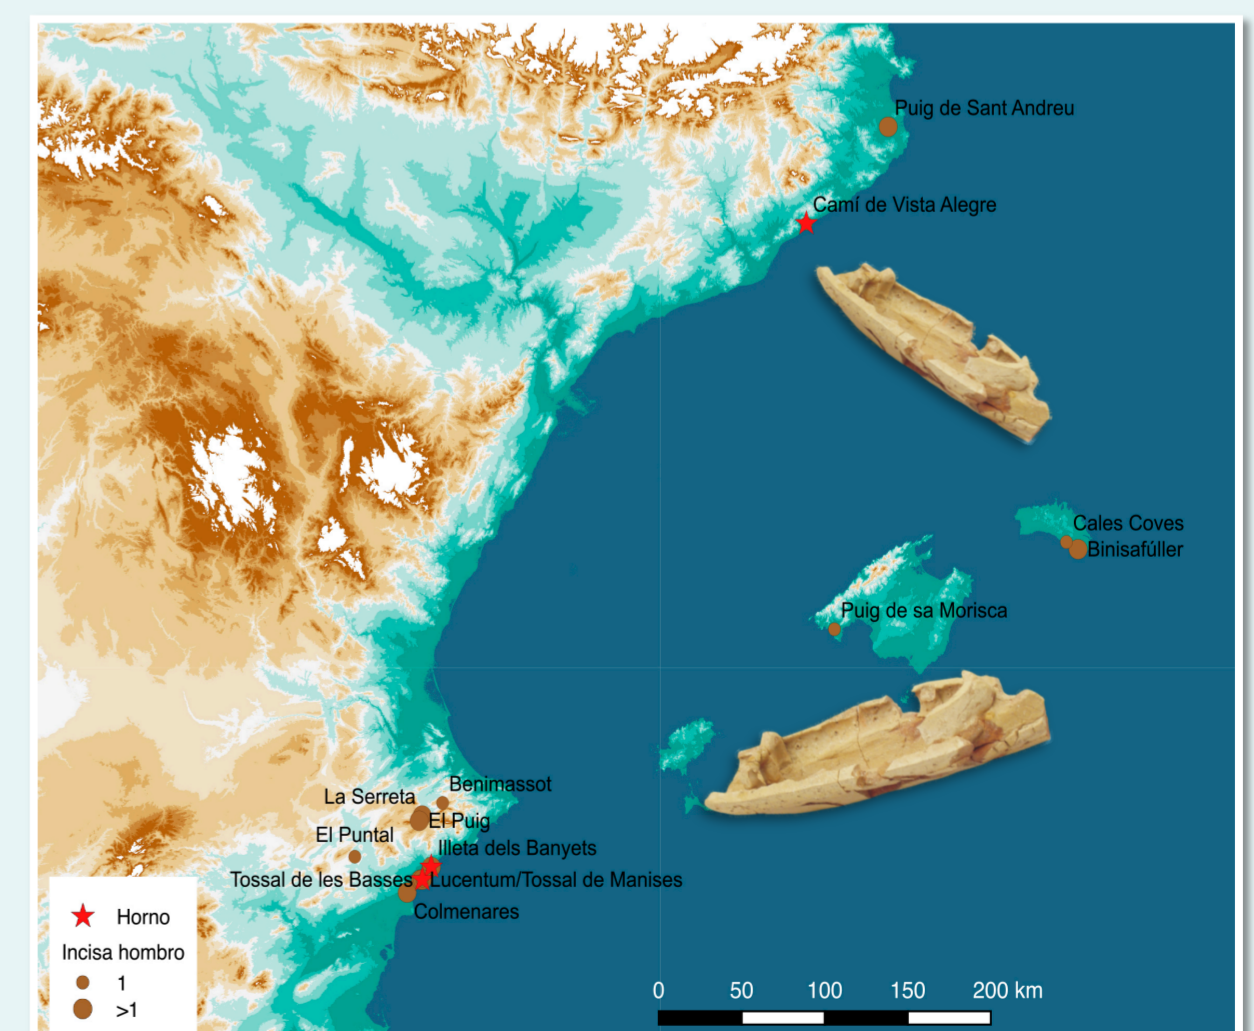 Puig de Sant Andreu
Camí de Vista Alegre
Cales Coves
Binisafúller
Puig de sa Morisca
Benimassot
La Serreta
El Puig
El Puntal
Illeta dels Banyets
Tossal de les Basses
Lucentum/Tossal de Manises
Colmenares
Horno
Incisa hombro
1
>1
0 50 100 150 200 km